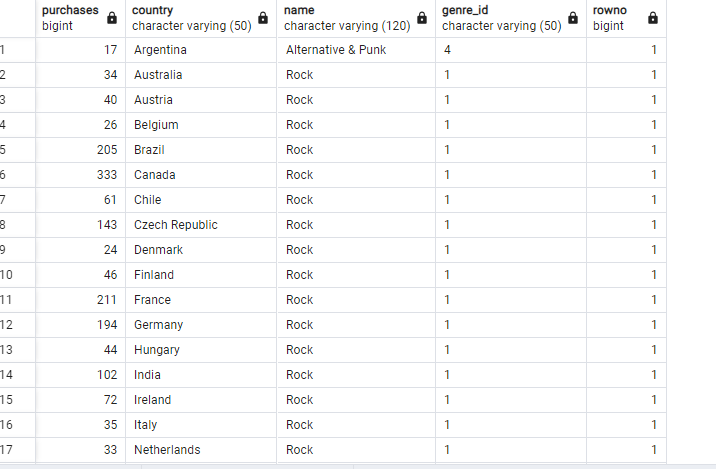 purchases country name genre_id rowno
bigint character varying (50) character varying (120) character varying (50) bigint
1 17 Argentina Alternative & Punk 4 1
2 34 Australia Rock 1 1
3 40 Austria Rock 1 1
4 26 Belgium Rock 1 1
5 205 Brazil Rock 1 1
6 333 Canada Rock 1 1
7 61 Chile Rock 1 1
8 143 Czech Republic Rock 1 1
9 24 Denmark Rock 1 1
10 46 Finland Rock 1 1
11 211 France Rock 1 1
12 194 Germany Rock 1 1
13 44 Hungary Rock 1 1
14 102 India Rock 1 1
15 72 Ireland Rock 1 1
16 35 Italy Rock 1 1
17 33 Netherlands Rock 1 1